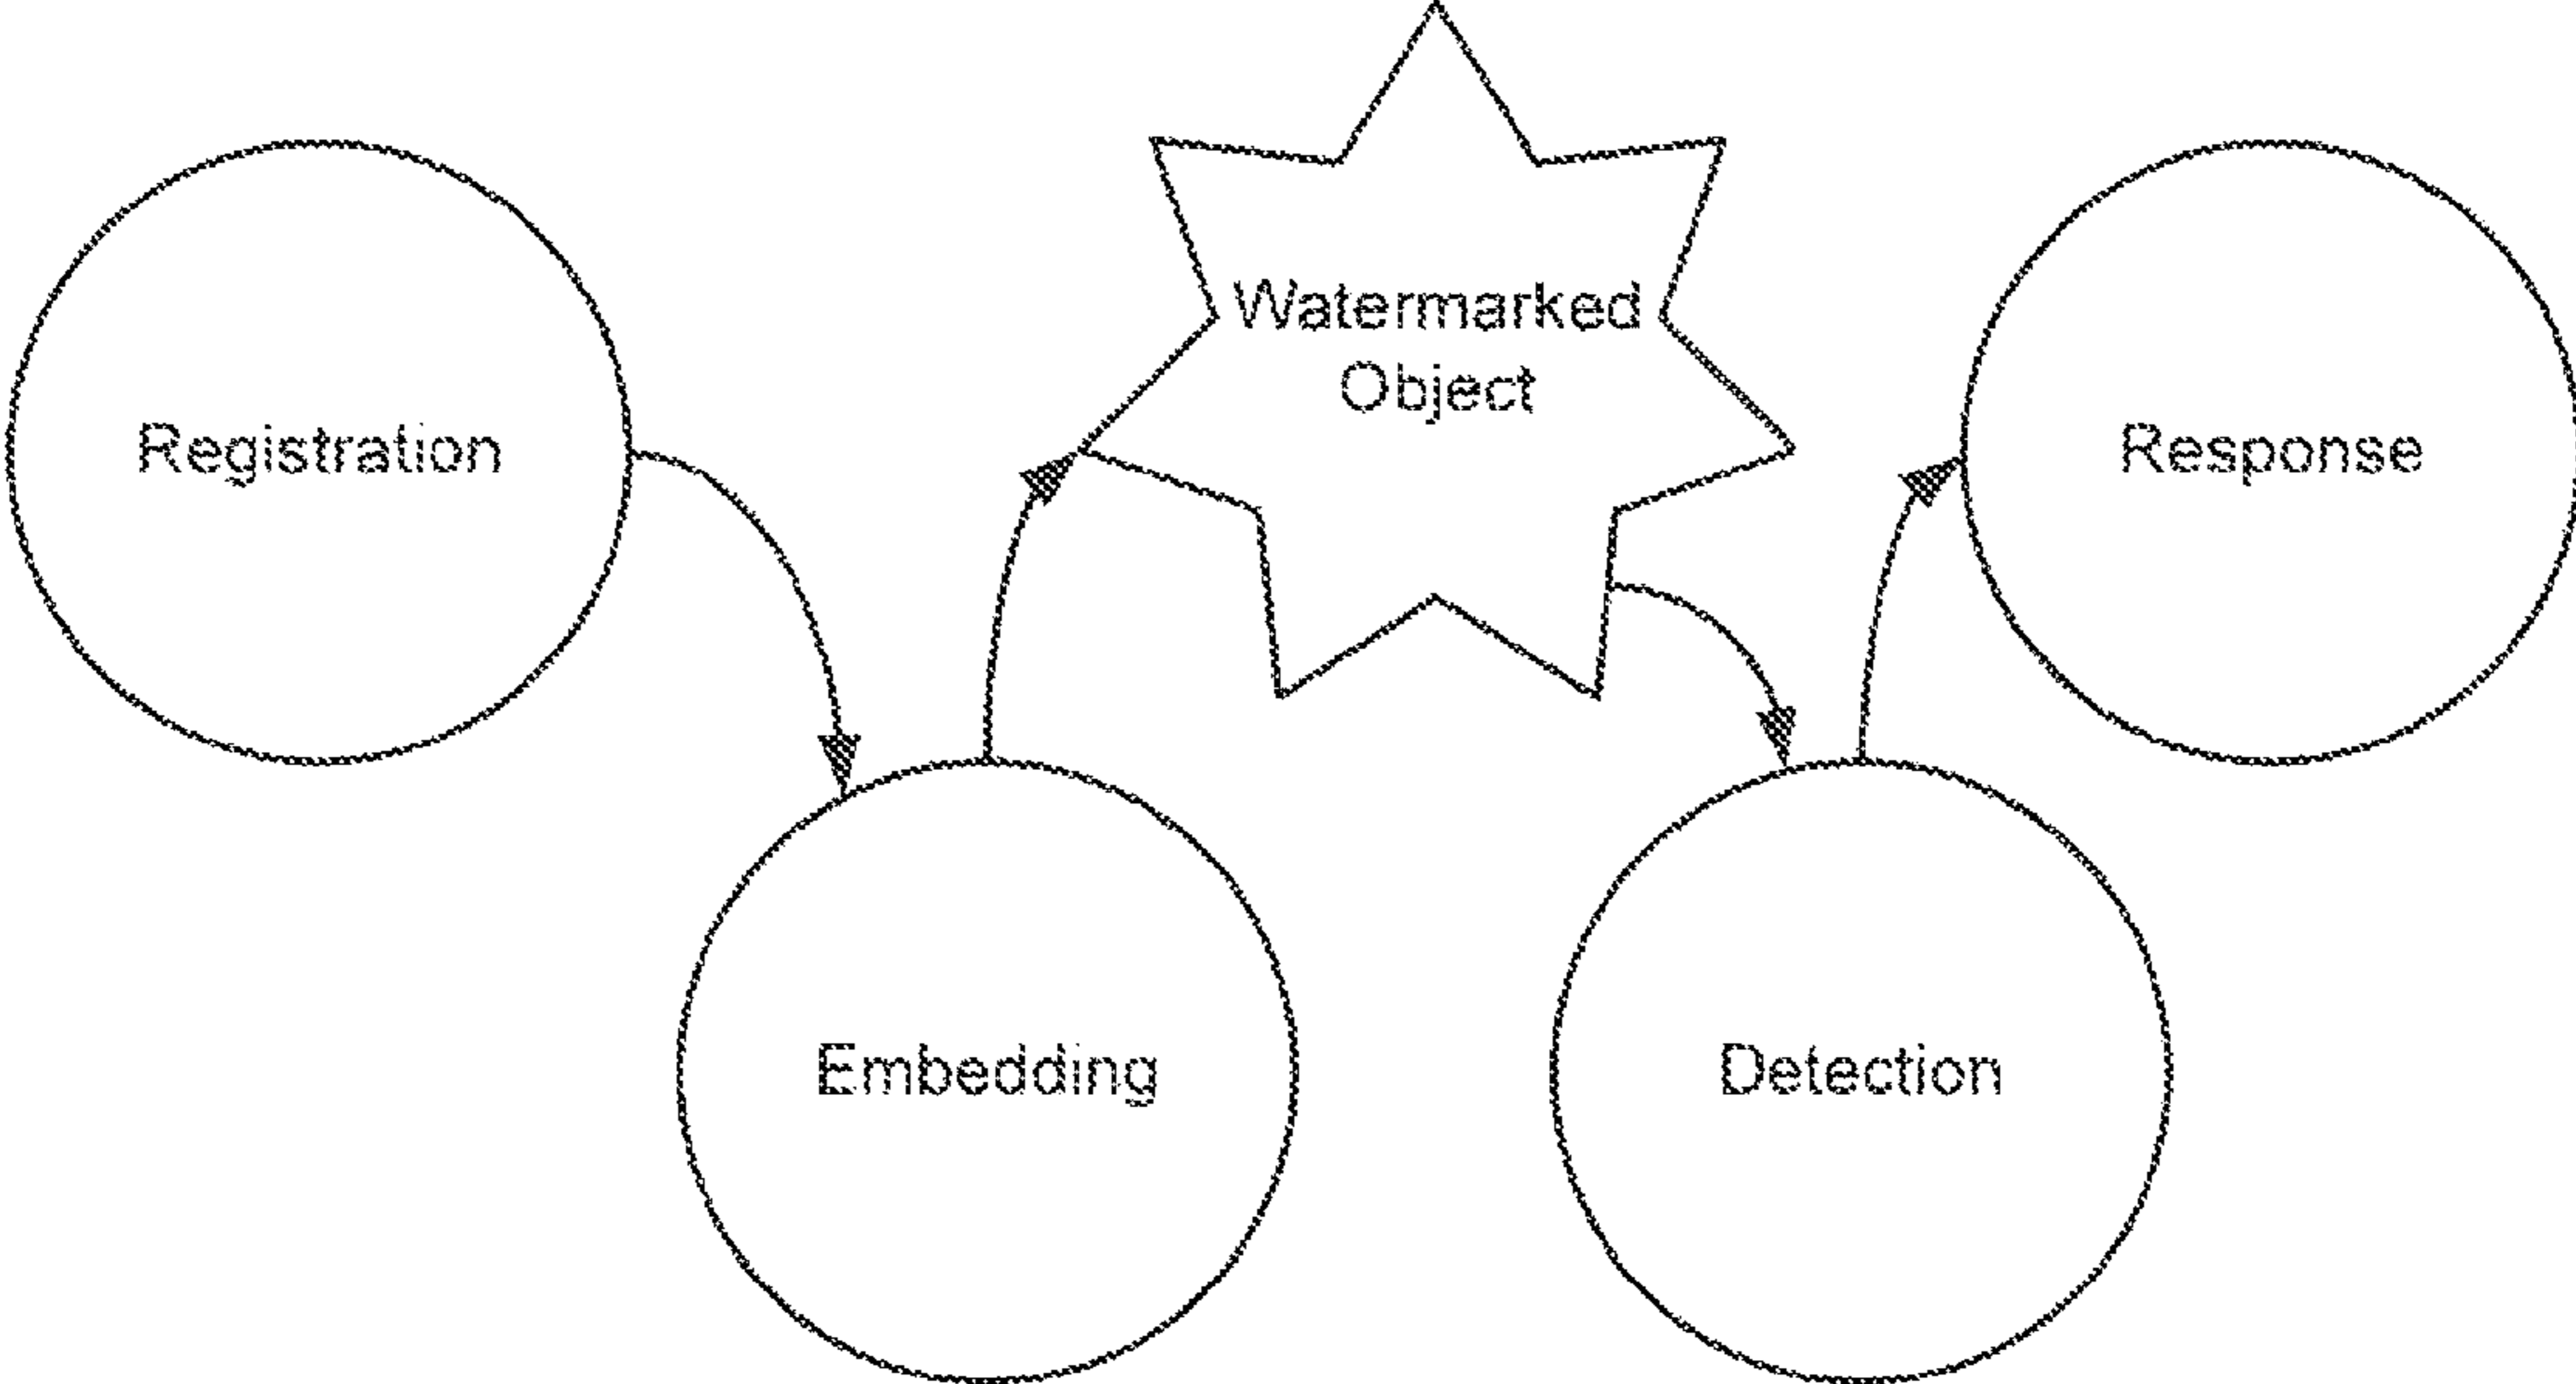 Registration
Embedding
Watermarked
Object
Detection
Response